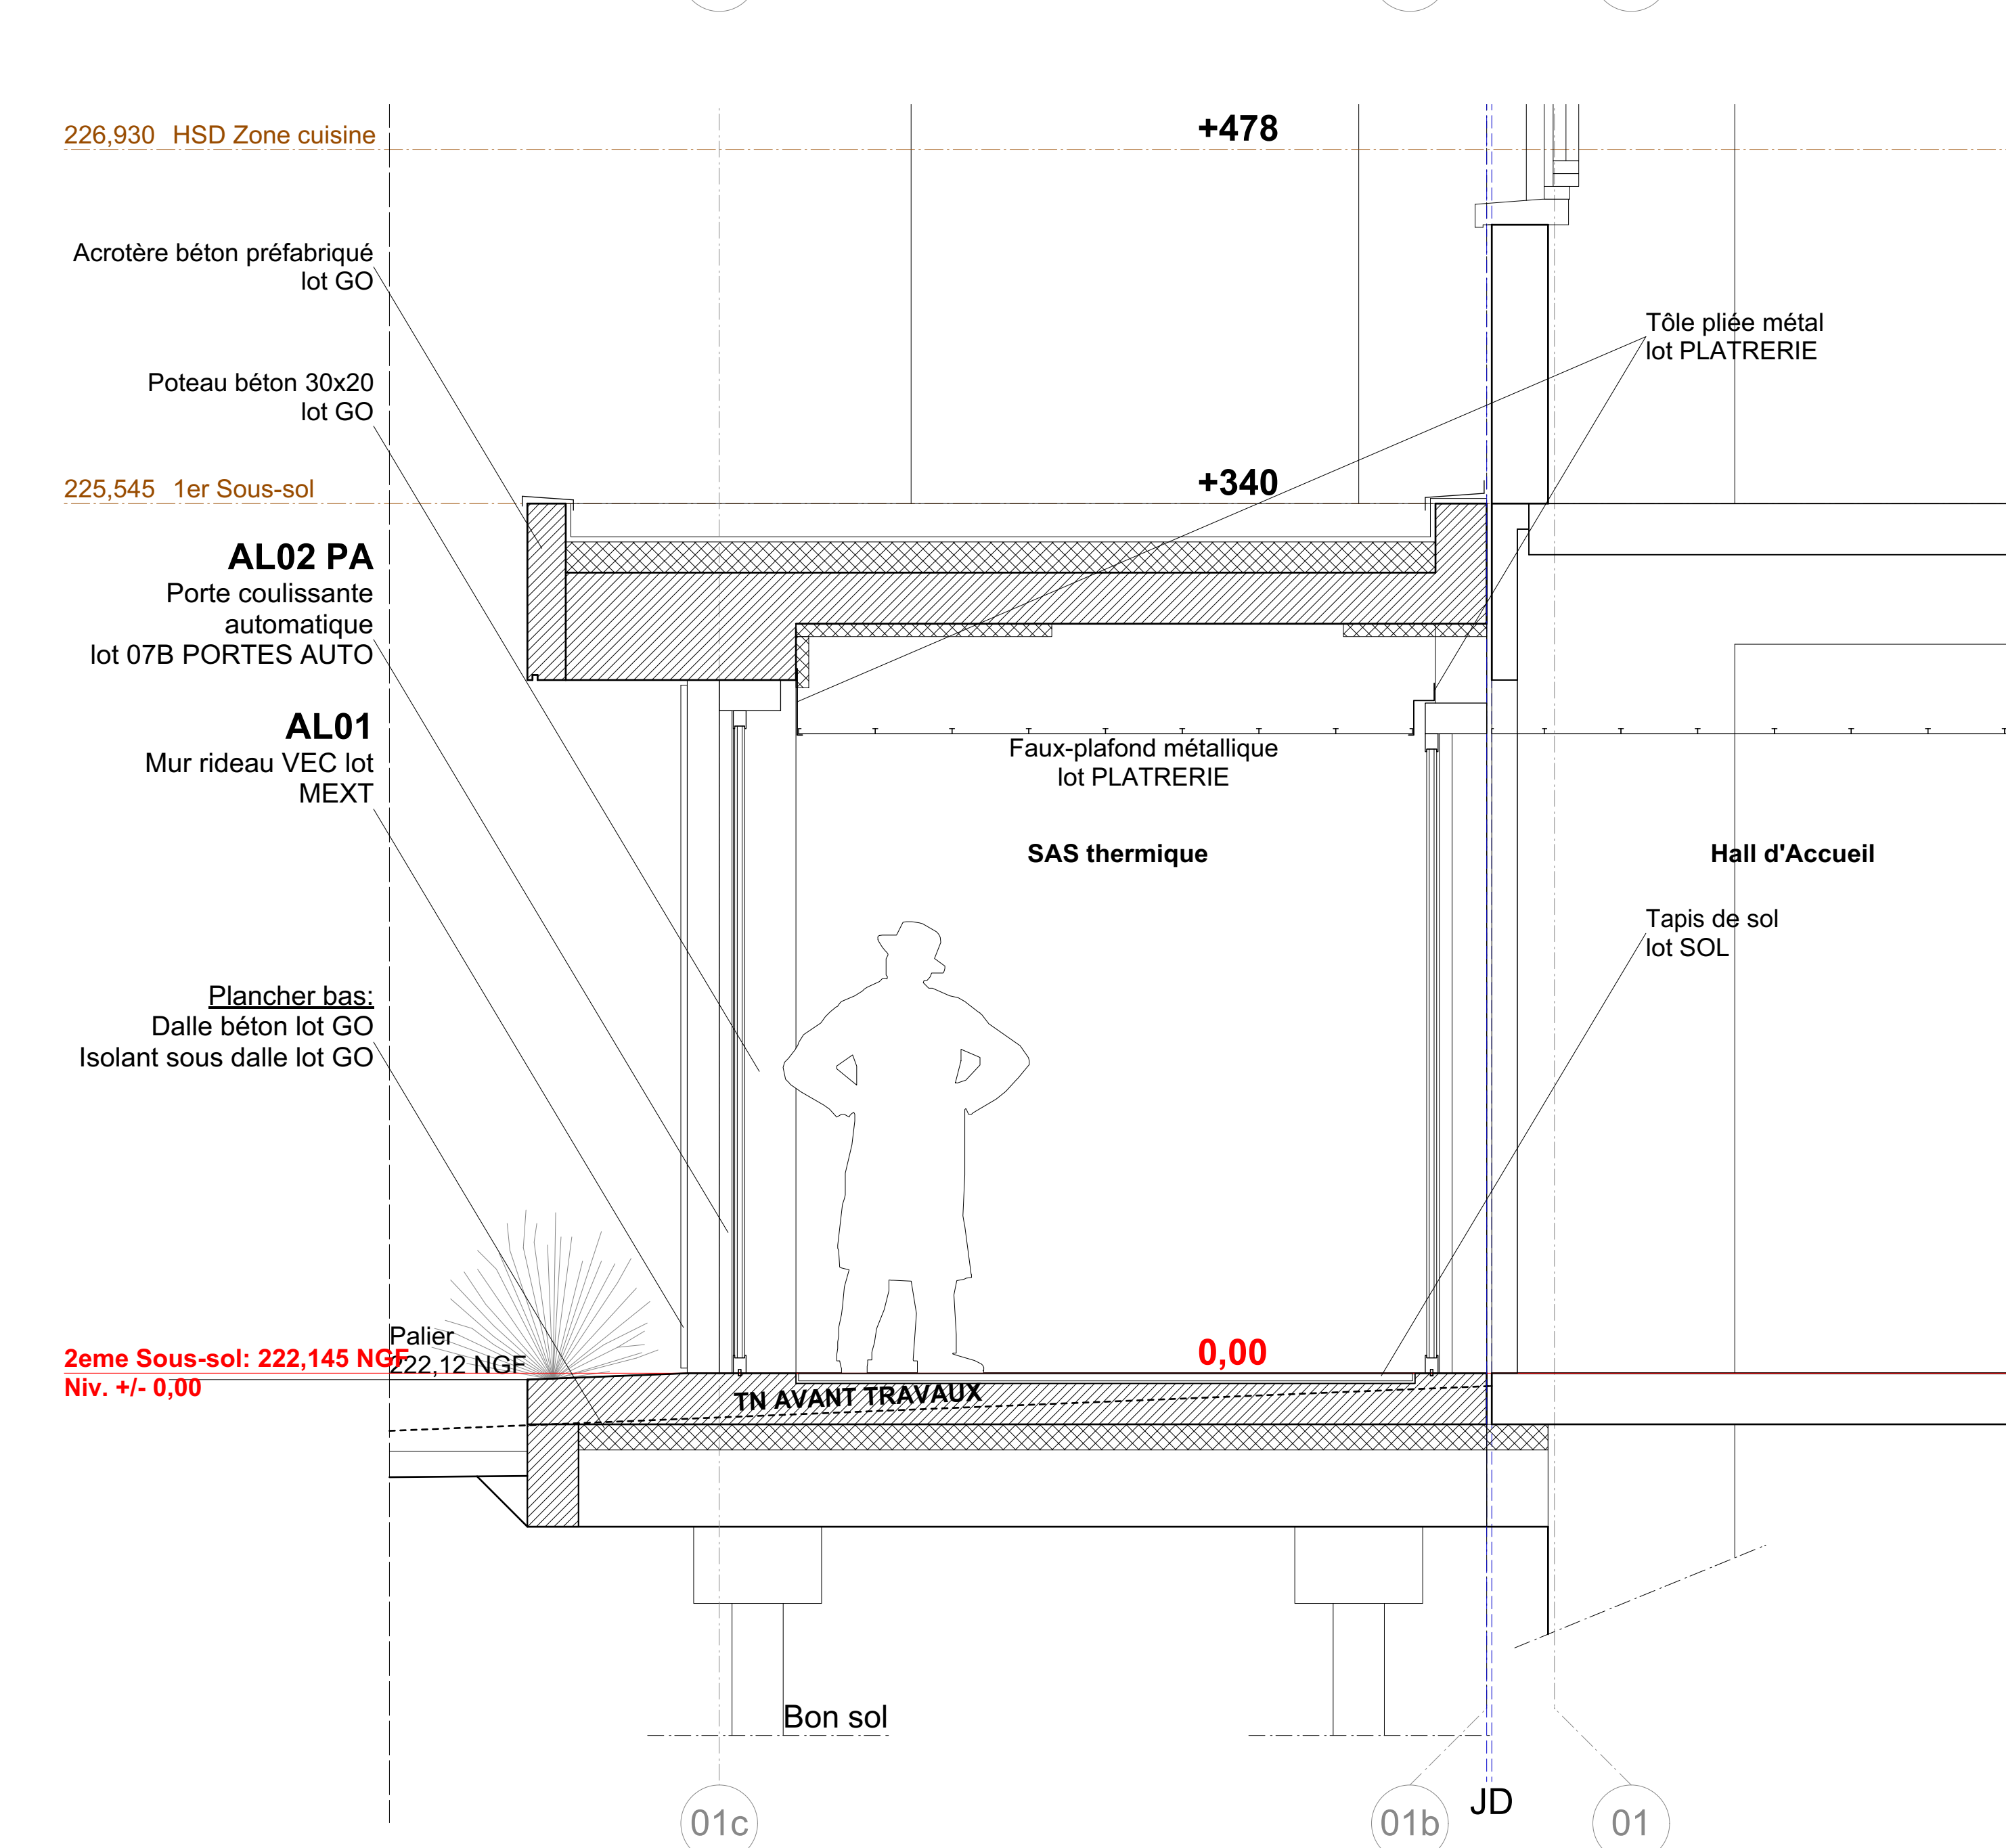 226,930 HSD Zone cuisine
+478
Acrotère béton préfabriqué
lot GO
Tôle pliée métal
lot PLATRERIE
Poteau béton 30x20
lot GO
225,545 1er Sous-sol
+340
AL02 PA
Porte coulissante
automatique
lot 07B PORTES AUTO
AL01
Mur rideau VEC lot
MEXT
Faux-plafond métallique
lot PLATRERIE
SAS thermique
Hall d'Accueil
Tapis de sol
lot SOL
Plancher bas:
Dalle béton lot GO
Isolant sous dalle lot GO
Palier
222,12 NGF
2eme Sous-sol: 222,145 NGF
Niv. +/- 0,00
0,00
TN AVANT TRAVAUX
Bon sol
01c
01b
JD
01